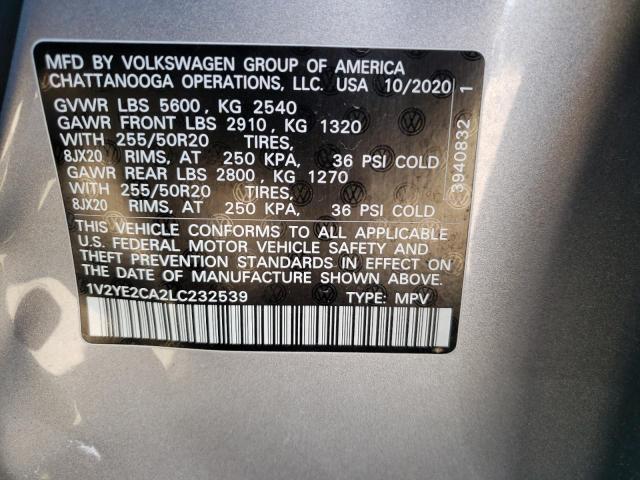 MFD BY VOLKSWAGEN GROUP OF AMERICA
CHATTANOOGA OPERATIONS, LLC. USA 10/2020
GVWR LBS 5600, KG 2540
GAWR FRONT LBS 2910, KG 1320
WITH 255/50R20 TIRES,
8JX20 RIMS, AT 250 KPA, 36 PSI COLD
GAWR REAR LBS 2800, KG 1270
WITH 255/50R20 TIRES,
8JX20 RIMS, AT 250 KPA, 36 PSI COLD
THIS VEHICLE CONFORMS TO ALL APPLICABLE
U.S. FEDERAL MOTOR VEHICLE SAFETY AND
THEFT PREVENTION STANDARDS IN EFFECT ON
THE DATE OF MANUFACTURE SHOWN ABOVE.
1V2YE2CA2LC232539 TYPE: MPV
3940832 1